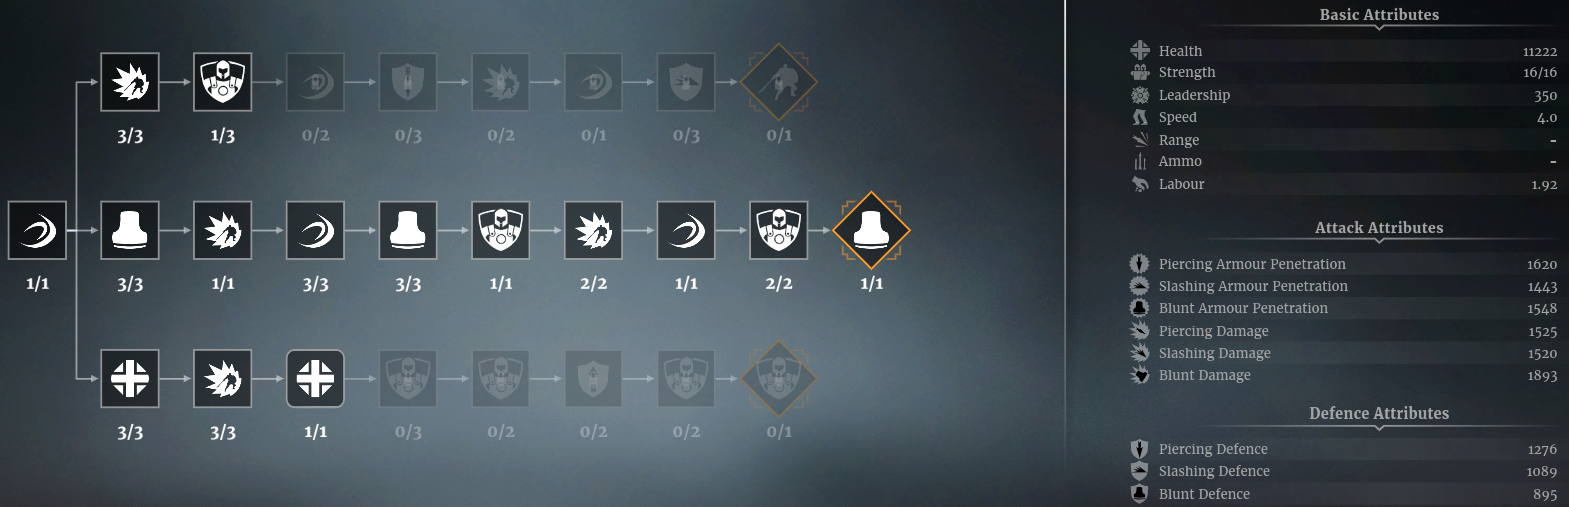 3/3 1/3 0/2 0/3 0/2 0/1 0/3 0/1
1/1 3/3 1/1 3/3 3/3 1/1 2/2 1/1 2/2 1/1
3/3 3/3 1/1 0/3 0/2 0/2 0/2 0/1
Basic Attributes
Health 11222
Strength 16/16
Leadership 350
Speed 4.0
Range -
Ammo -
Labour 1.92
Attack Attributes
Piercing Armour Penetration 1620
Slashing Armour Penetration 1443
Blunt Armour Penetration 1548
Piercing Damage 1525
Slashing Damage 1520
Blunt Damage 1893
Defence Attributes
Piercing Defence 1276
Slashing Defence 1089
Blunt Defence 895